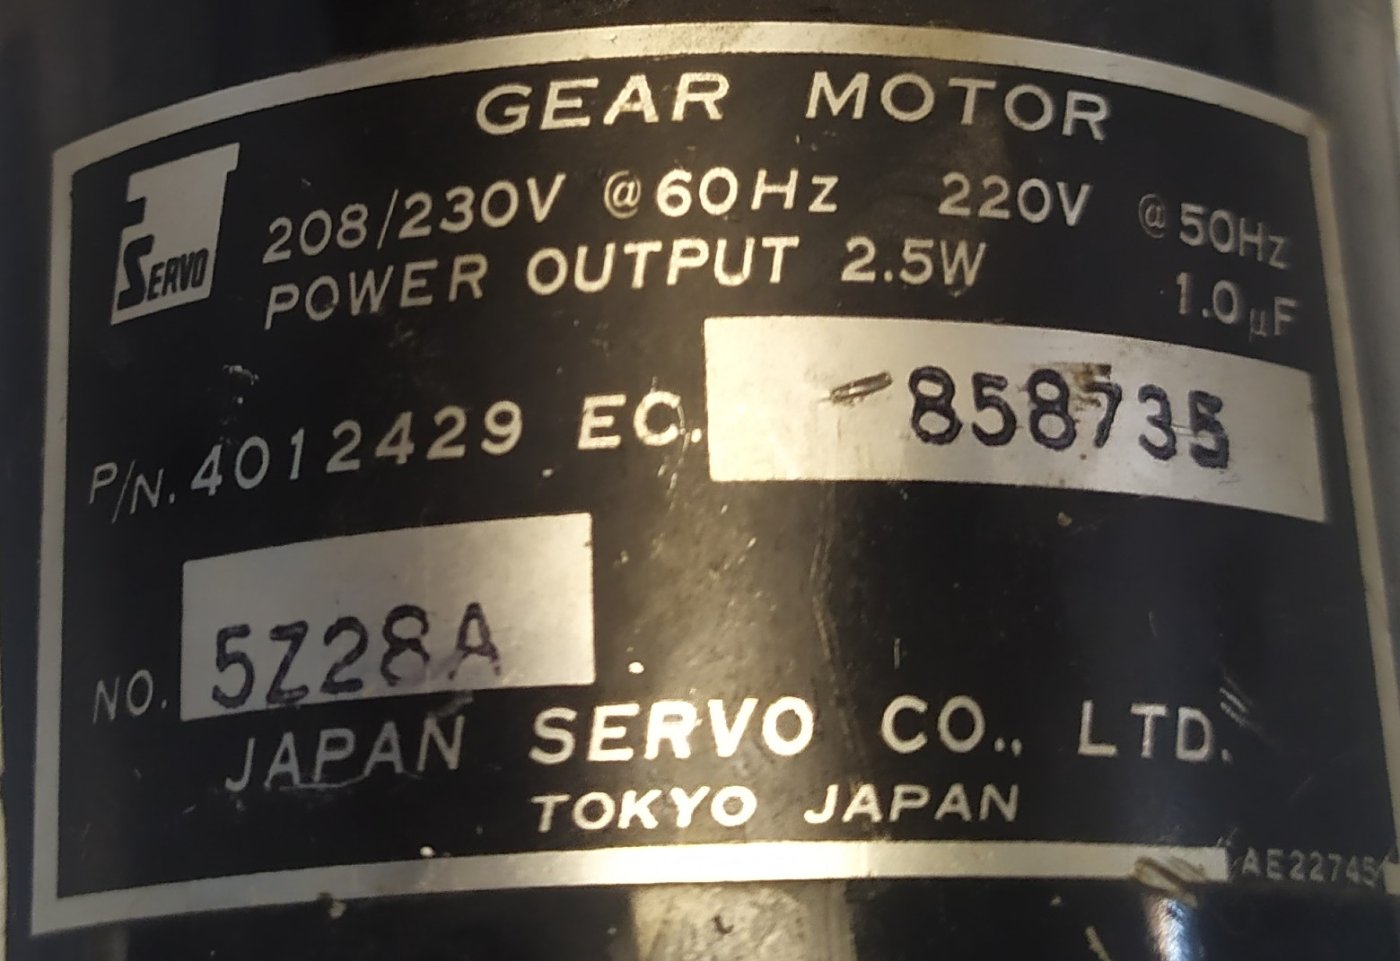 GEAR MOTOR
SERVO
208/230V @ 60Hz 220V @ 50Hz
POWER OUTPUT 2.5W 1.0μF
P/N. 4012429 EC. 858735
NO. 5Z28A
JAPAN SERVO CO., LTD.
TOKYO JAPAN